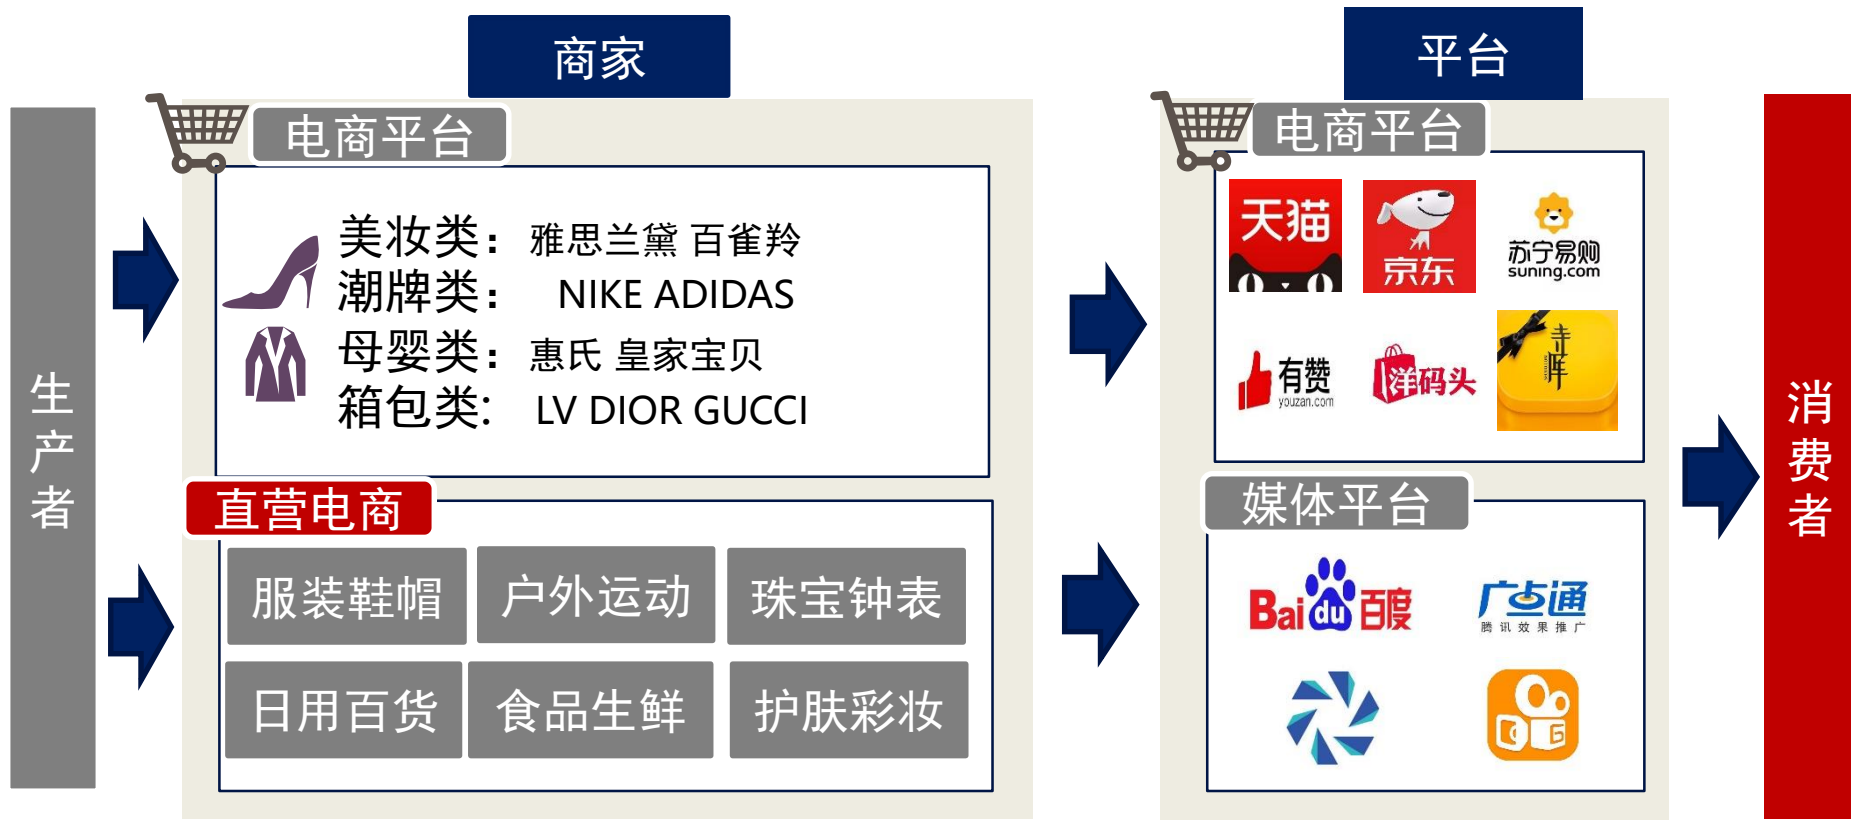 商家
平台
生产者
电商平台
美妆类：雅思兰黛 百雀羚
潮牌类： NIKE ADIDAS
母婴类：惠氏 皇家宝贝
箱包类: LV DIOR GUCCI
直营电商
服装鞋帽 户外运动 珠宝钟表
日用百货 食品生鲜 护肤彩妆
电商平台
天猫
京东
苏宁易购
suning.com
有赞
youzan.com
洋码头
寺库
媒体平台
Bai du 百度
广点通
腾讯效果推广
消费者